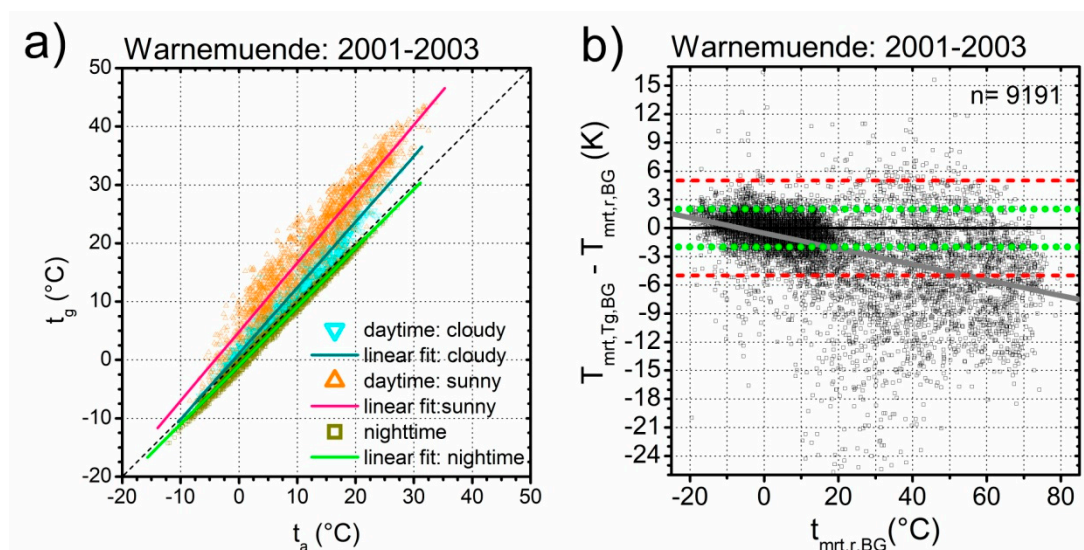 a)
Warnemuende: 2001-2003
50
40
30
20
10
0
-10
-20
t_g (°C)
daytime: cloudy
linear fit: cloudy
daytime: sunny
linear fit:sunny
nighttime
linear fit: nightime
-20 -10 0 10 20 30 40 50
t_a (°C)
b)
Warnemuende: 2001-2003
n= 9191
15
12
9
6
3
0
-3
-6
-9
-12
-15
-18
-21
-24
T_mrt,Tg,BG - T_mrt,r,BG (K)
-20 0 20 40 60 80
t_mrt,r,BG (°C)